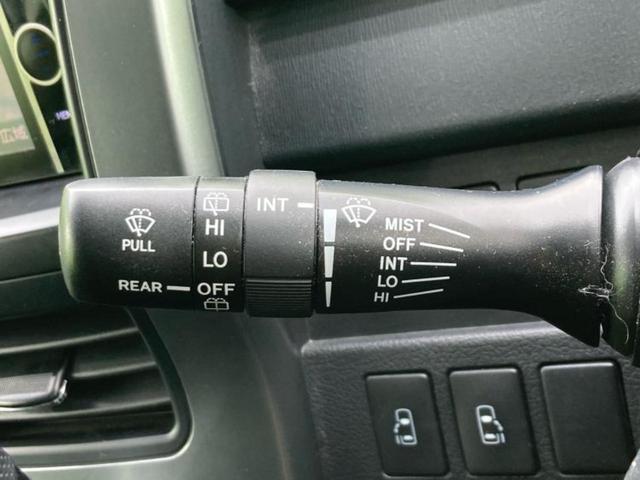 PULL
REAR
HI
LO
OFF
INT
MIST
OFF
INT
LO
HI